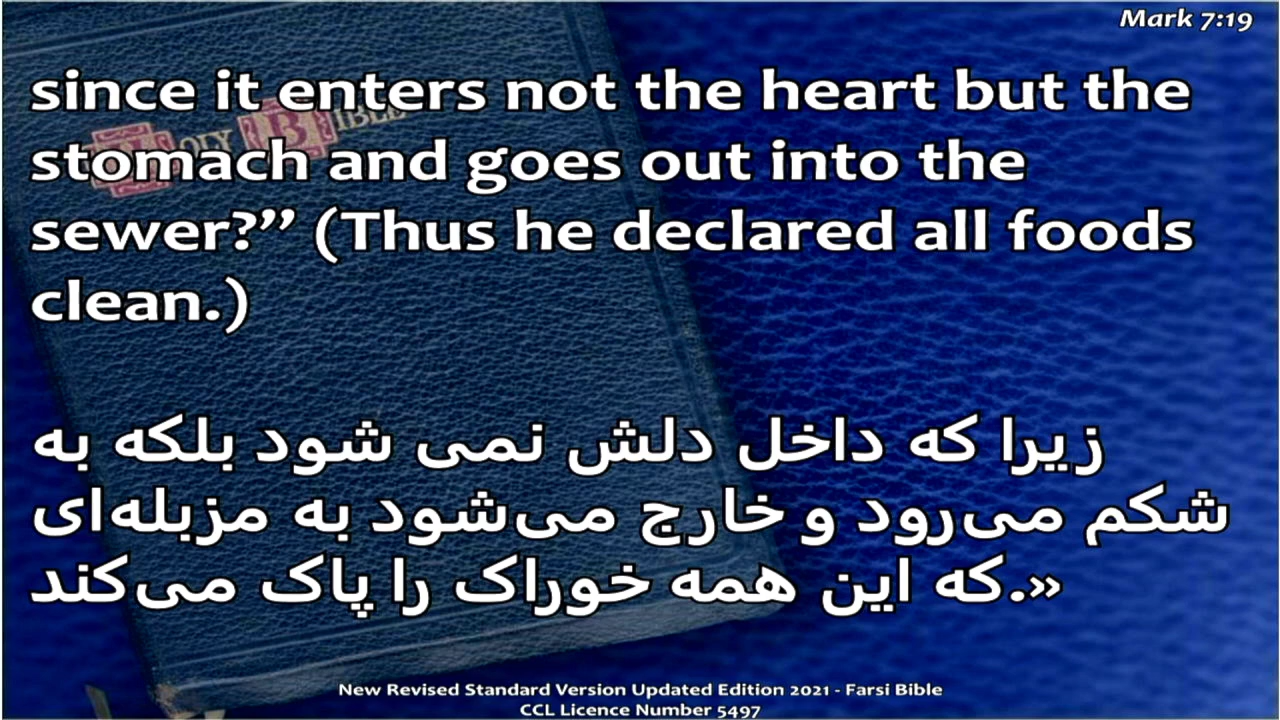 Mark 7:19
since it enters not the heart but the
stomach and goes out into the
sewer?” (Thus he declared all foods
clean.)
HOLY BIBLE
زیرا که داخل دلش نمی شود بلکه به
شکم می‌رود و خارج می‌شود به مزبله‌ای
که این همه خوراک را پاک می‌کند.»
New Revised Standard Version Updated Edition 2021 - Farsi Bible
CCL Licence Number 5497